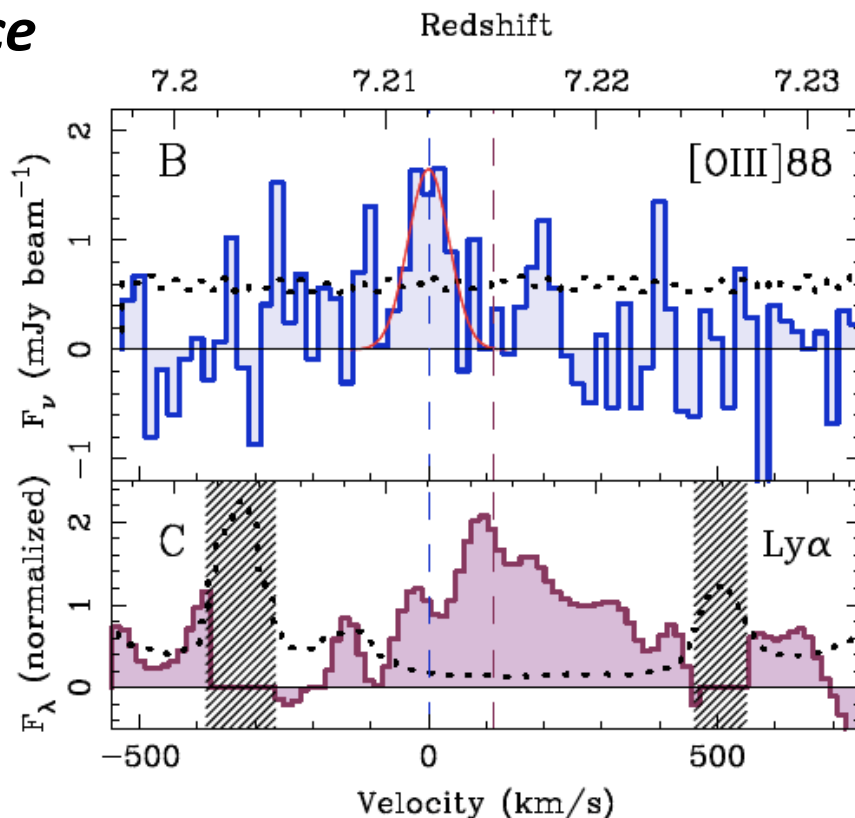 ce
Redshift
7.2 7.21 7.22 7.23
B [OIII]88
2
1
0
−1
F_ν (mJy beam⁻¹)
C Lyα
2
1
0
F_λ (normalized)
−500 0 500
Velocity (km/s)